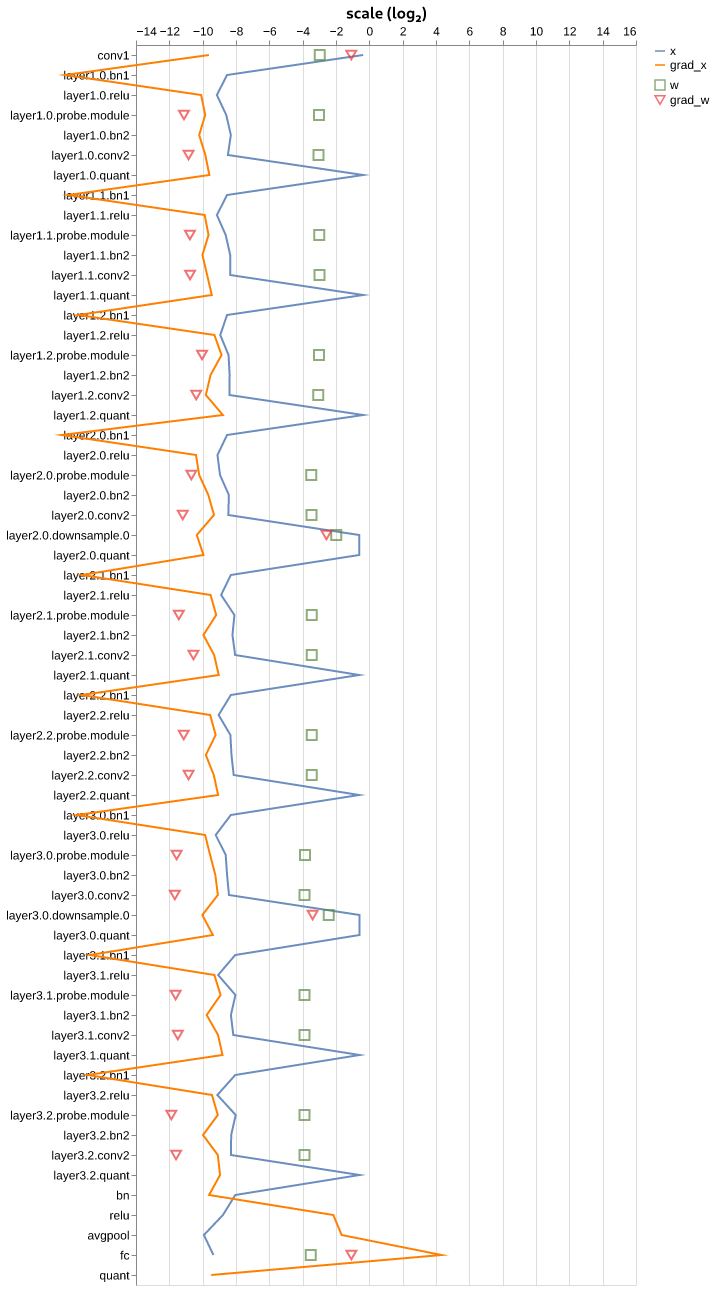 scale (log₂)
−14 −12 −10 −8 −6 −4 −2 0 2 4 6 8 10 12 14 16
x
grad_x
w
grad_w
conv1
layer1.0.bn1
layer1.0.relu
layer1.0.probe.module
layer1.0.bn2
layer1.0.conv2
layer1.0.quant
layer1.1.bn1
layer1.1.relu
layer1.1.probe.module
layer1.1.bn2
layer1.1.conv2
layer1.1.quant
layer1.2.bn1
layer1.2.relu
layer1.2.probe.module
layer1.2.bn2
layer1.2.conv2
layer1.2.quant
layer2.0.bn1
layer2.0.relu
layer2.0.probe.module
layer2.0.bn2
layer2.0.conv2
layer2.0.downsample.0
layer2.0.quant
layer2.1.bn1
layer2.1.relu
layer2.1.probe.module
layer2.1.bn2
layer2.1.conv2
layer2.1.quant
layer2.2.bn1
layer2.2.relu
layer2.2.probe.module
layer2.2.bn2
layer2.2.conv2
layer2.2.quant
layer3.0.bn1
layer3.0.relu
layer3.0.probe.module
layer3.0.bn2
layer3.0.conv2
layer3.0.downsample.0
layer3.0.quant
layer3.1.bn1
layer3.1.relu
layer3.1.probe.module
layer3.1.bn2
layer3.1.conv2
layer3.1.quant
layer3.2.bn1
layer3.2.relu
layer3.2.probe.module
layer3.2.bn2
layer3.2.conv2
layer3.2.quant
bn
relu
avgpool
fc
quant